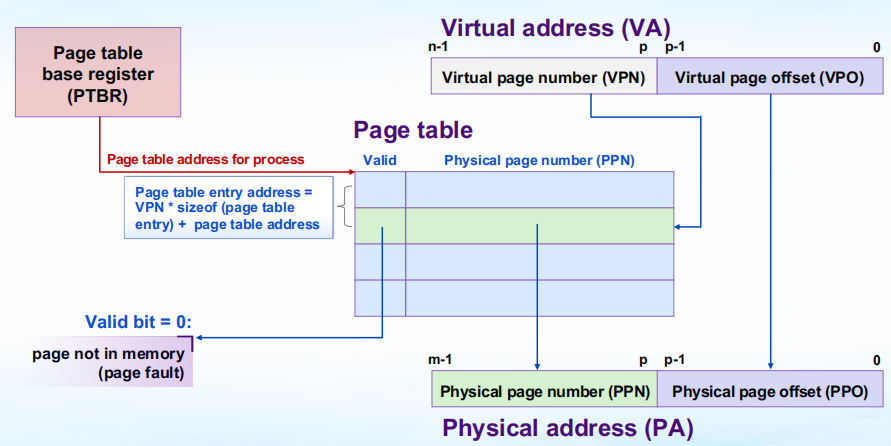 Virtual address (VA)
n-1 p p-1 0
Page table
base register
(PTBR)
Virtual page number (VPN) Virtual page offset (VPO)
Page table
Page table address for process
Valid Physical page number (PPN)
Page table entry address =
VPN * sizeof (page table
entry) + page table address
Valid bit = 0:
page not in memory
(page fault)
m-1 p p-1 0
Physical page number (PPN) Physical page offset (PPO)
Physical address (PA)